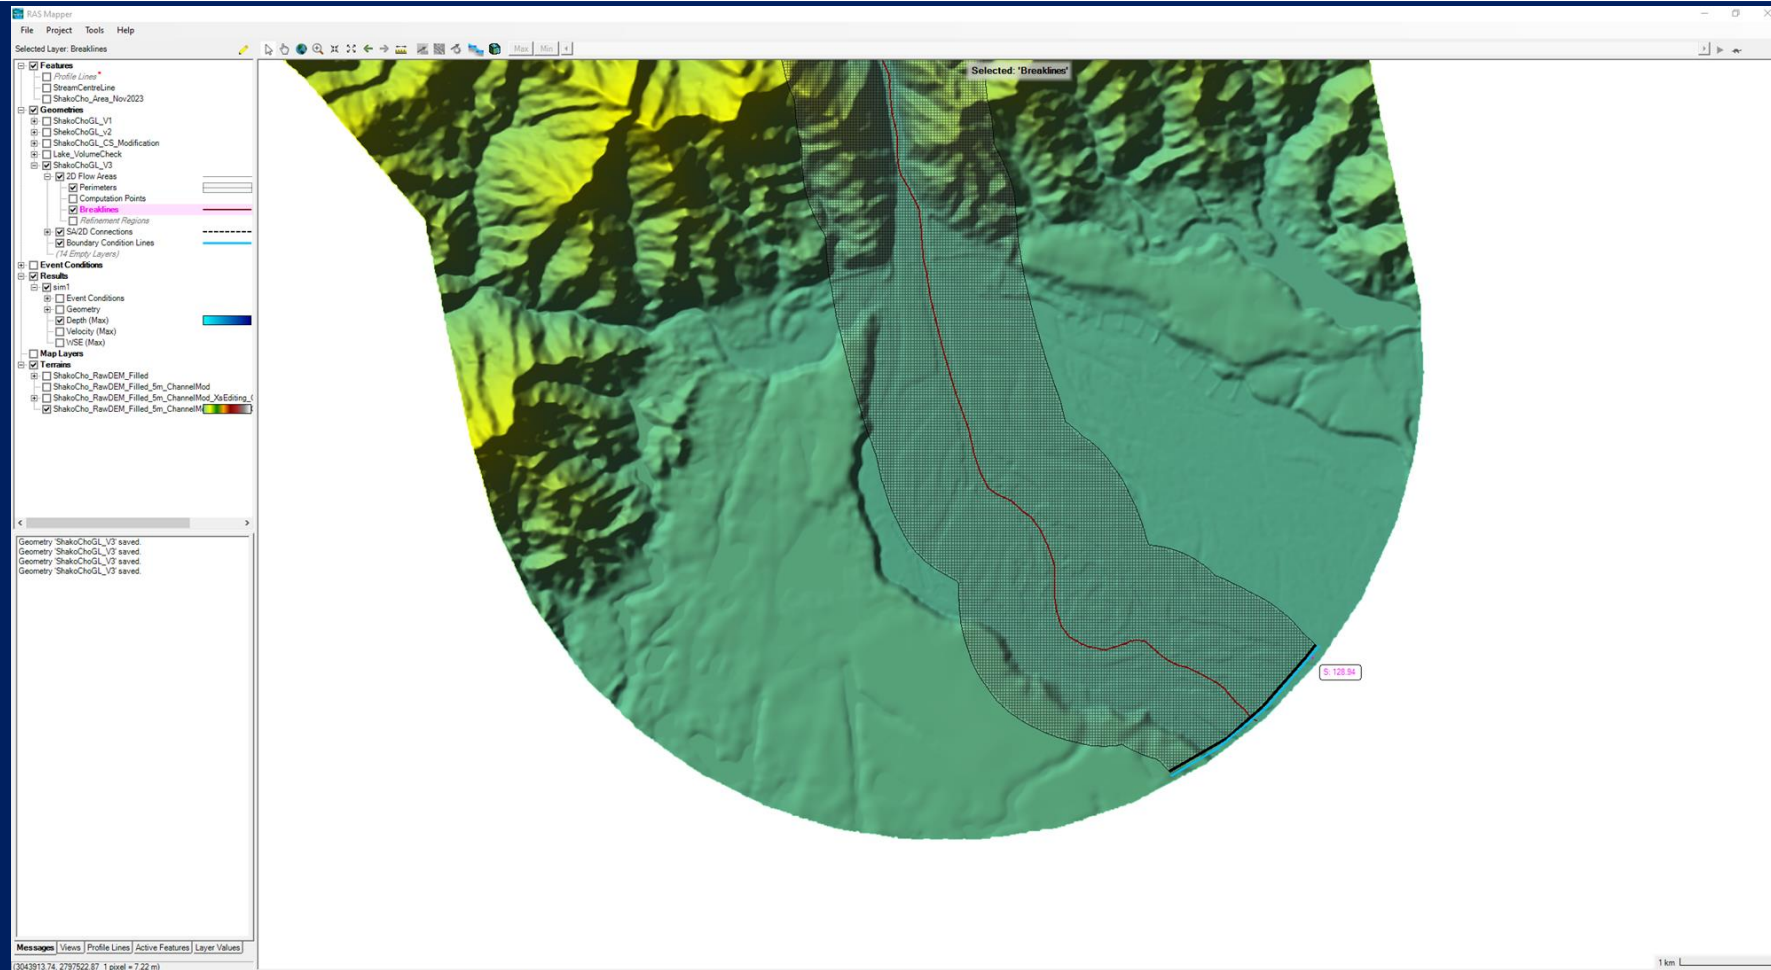 RAS Mapper
File Project Tools Help
Selected Layer: Breaklines
Max Min
Features
Profile Lines *
StreamCentreLine
ShakoCho_Area_Nov2023
Geometries
ShakoChoGL_V1
ShekoChoGL_v2
ShakoChoGL_CS_Modification
Lake_VolumeCheck
ShakoChoGL_V3
2D Flow Areas
Perimeters
Computation Points
Breaklines
Refinement Regions
SA/2D Connections
Boundary Condition Lines
(14 Empty Layers)
Event Conditions
Results
sim1
Event Conditions
Geometry
Depth (Max)
Velocity (Max)
WSE (Max)
Map Layers
Terrains
ShakoCho_RawDEM_Filled
ShakoCho_RawDEM_Filled_5m_ChannelMod
ShakoCho_RawDEM_Filled_5m_ChannelMod_XsEditing_(
ShakoCho_RawDEM_Filled_5m_ChannelM
Selected: 'Breaklines'
S: 128.94
Geometry 'ShakoChoGL_V3' saved.
Geometry 'ShakoChoGL_V3' saved.
Geometry 'ShakoChoGL_V3' saved.
Geometry 'ShakoChoGL_V3' saved.
Messages Views Profile Lines Active Features Layer Values
(3043913.74, 2797522.87 1 pixel = 7.22 m)
1 km